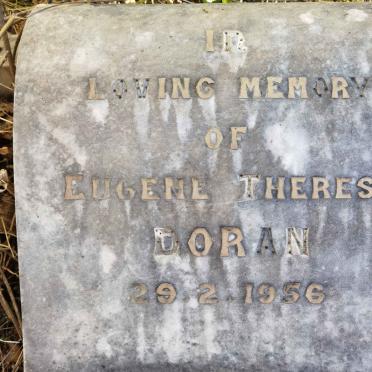 IN
LOVING MEMORY
OF
EUGENE THERES
DORAN
29.2.1956